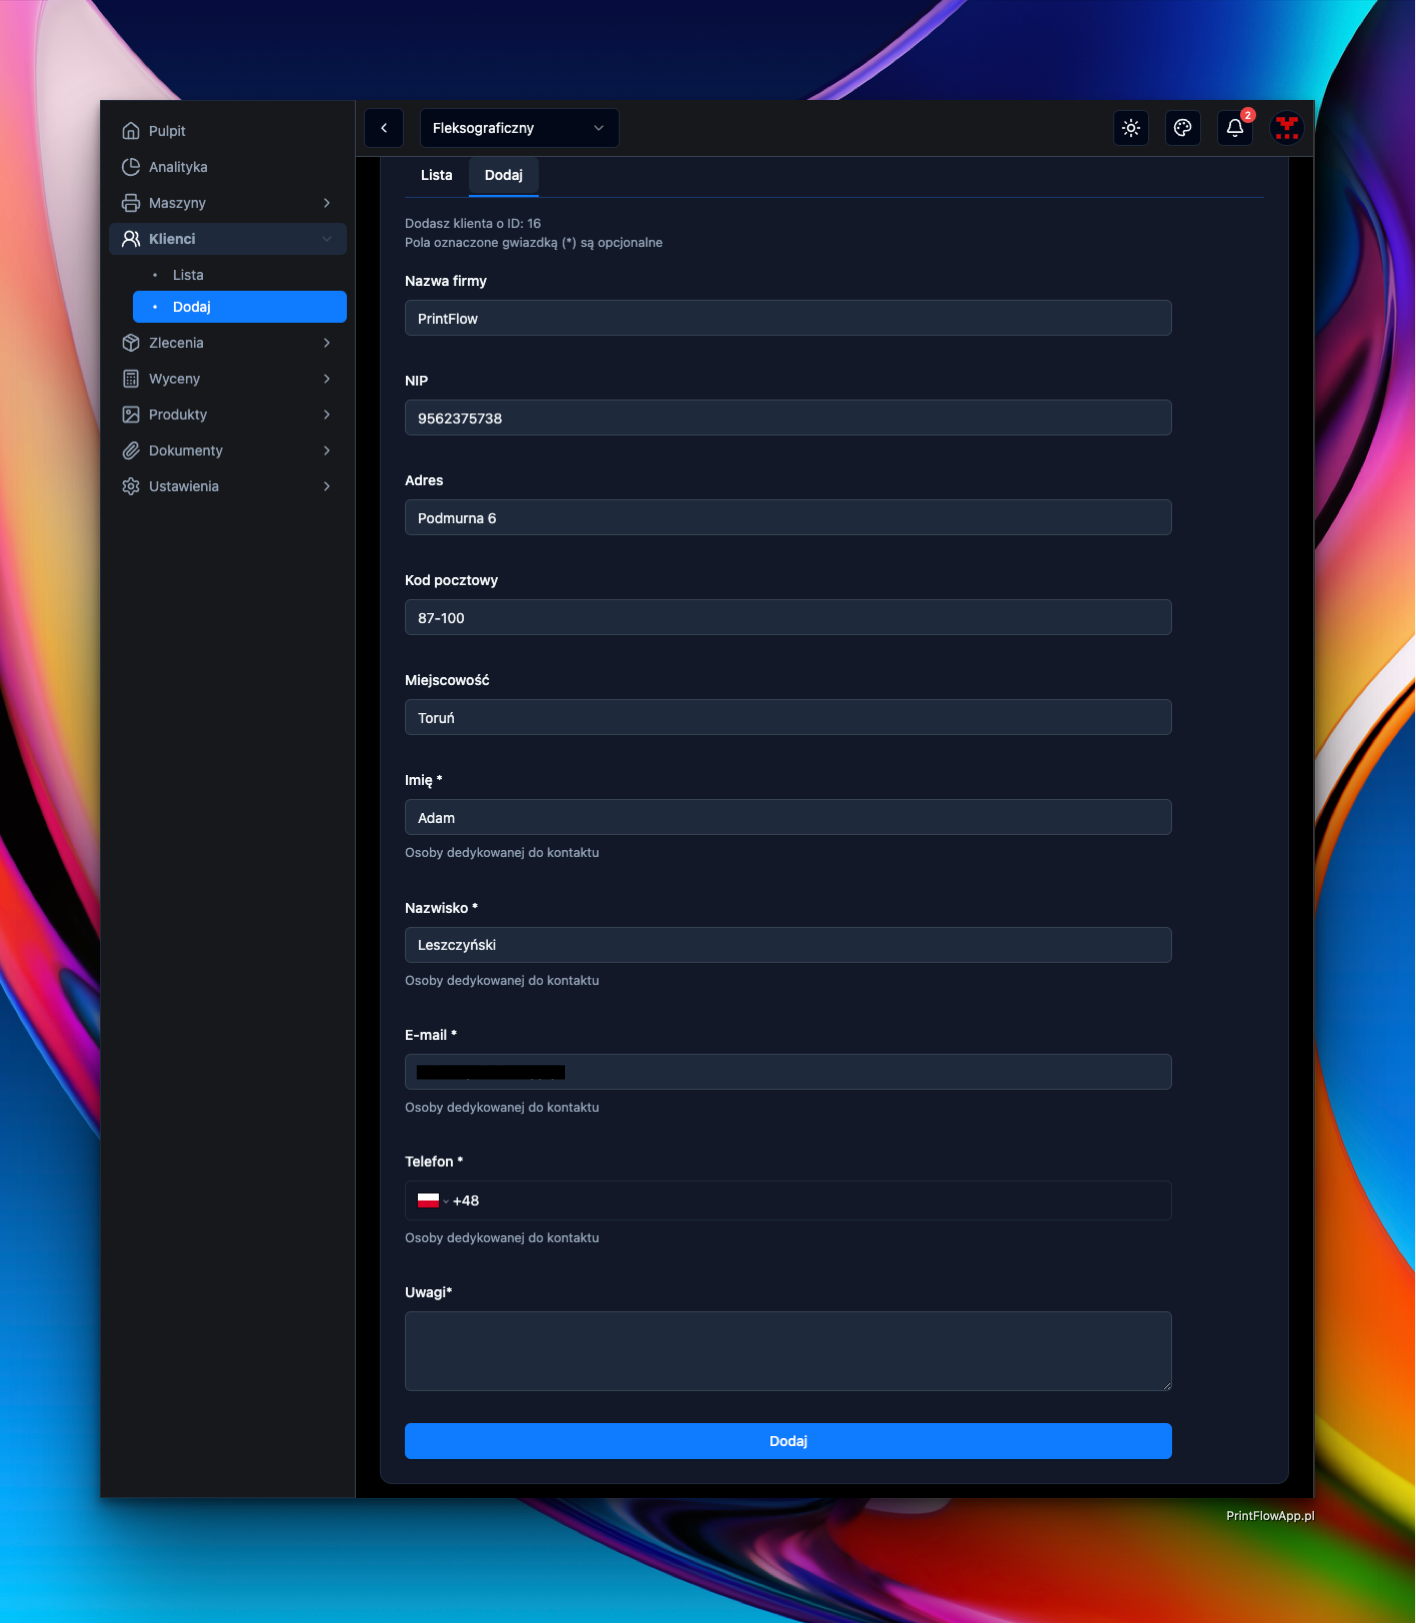 Pulpit
Analityka
Maszyny
Klienci
Lista
Dodaj
Zlecenia
Wyceny
Produkty
Dokumenty
Ustawienia
Fleksograficzny
2
Lista Dodaj
Dodasz klienta o ID: 16
Pola oznaczone gwiazdką (*) są opcjonalne
Nazwa firmy
PrintFlow
NIP
9562375738
Adres
Podmurna 6
Kod pocztowy
87-100
Miejscowość
Toruń
Imię *
Adam
Osoby dedykowanej do kontaktu
Nazwisko *
Leszczyński
Osoby dedykowanej do kontaktu
E-mail *
Osoby dedykowanej do kontaktu
Telefon *
+48
Osoby dedykowanej do kontaktu
Uwagi*
Dodaj
PrintFlowApp.pl